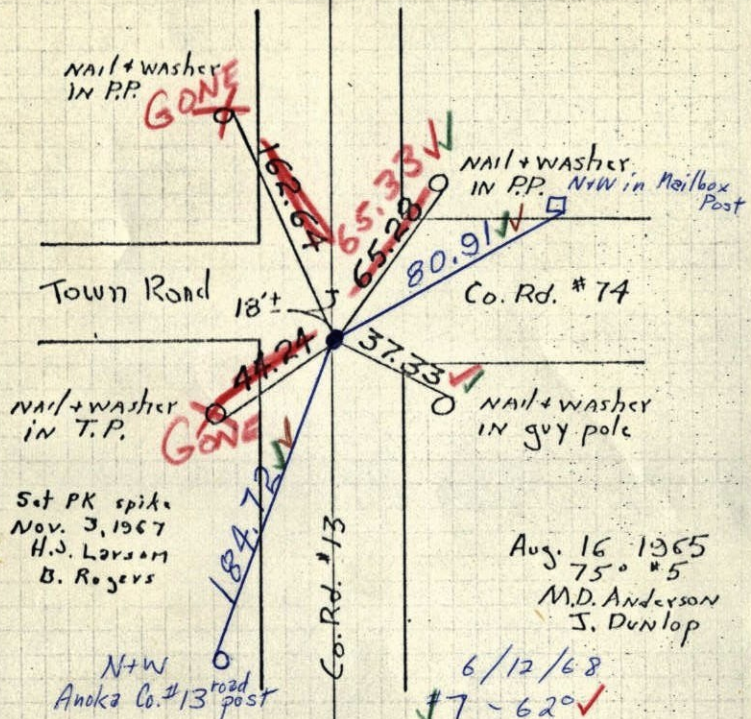 NAil + WAsher
IN P.P.
GONE
162.64
65.33
65.28
NAil + WAsher
IN P.P.
N+W in Mailbox
Post
80.91
Town Road
18'±
Co. Rd. #74
44.24
37.33
NAil + WAsher
iN T.P.
GONE
NAil + WAsher
IN guy pole
184.73
Set PK spike
Nov. 3, 1967
H.J. Larson
B. Rogers
Co. Rd. #13
Aug. 16 1965
75° #5
M.D. Anderson
J. Dunlop
N+W
Anoka Co. #13 road
post
6/12/68
#7 - 62°